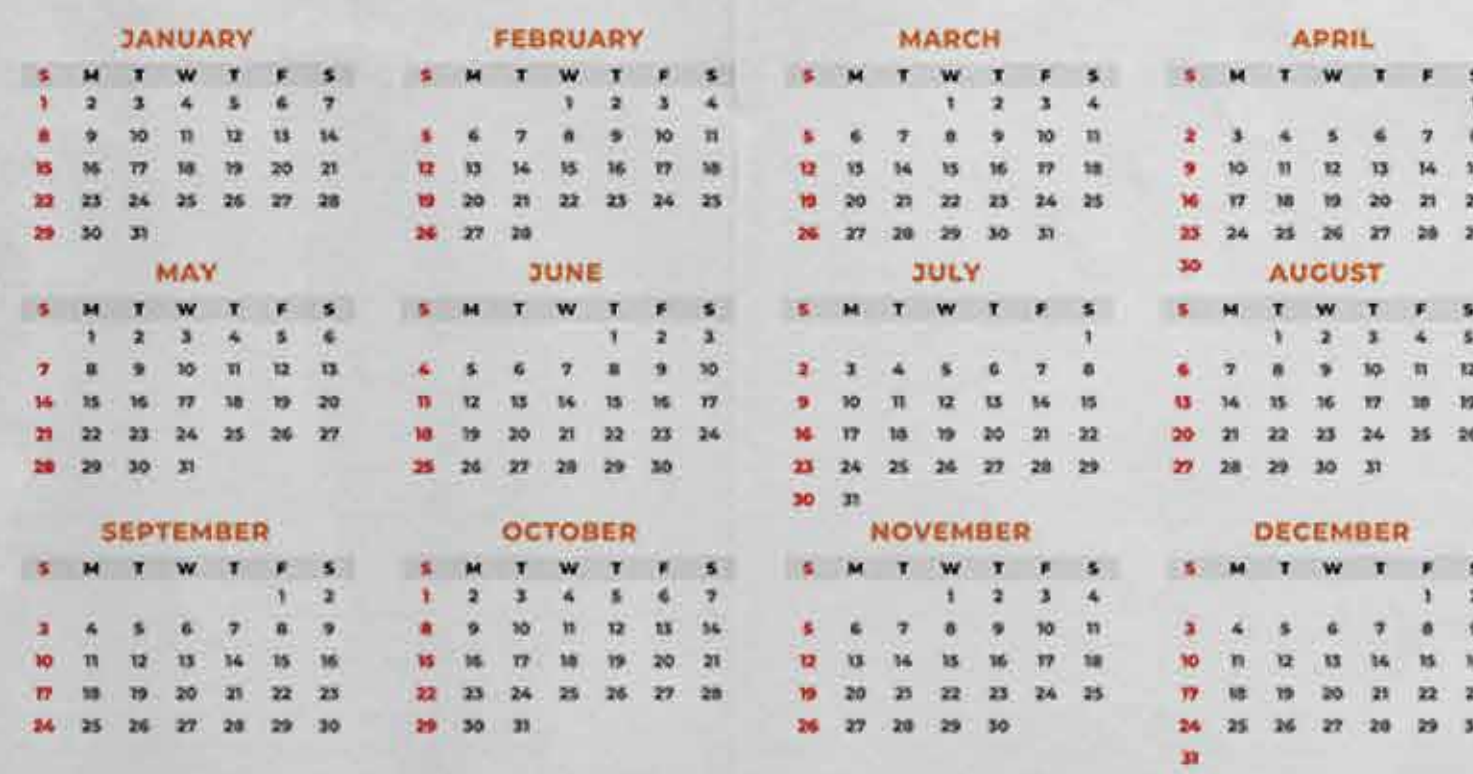 JANUARY
S M T W T F S
1 2 3 4 5 6 7
8 9 10 11 12 13 14
15 16 17 18 19 20 21
22 23 24 25 26 27 28
29 30 31
FEBRUARY
S M T W T F S
1 2 3 4
5 6 7 8 9 10 11
12 13 14 15 16 17 18
19 20 21 22 23 24 25
26 27 28
MARCH
S M T W T F S
1 2 3 4
5 6 7 8 9 10 11
12 13 14 15 16 17 18
19 20 21 22 23 24 25
26 27 28 29 30 31
APRIL
S M T W T F
2 3 4 5 6 7
9 10 11 12 13 14
16 17 18 19 20 21
23 24 25 26 27 28
30
MAY
S M T W T F S
1 2 3 4 5 6
7 8 9 10 11 12 13
14 15 16 17 18 19 20
21 22 23 24 25 26 27
28 29 30 31
JUNE
S M T W T F S
1 2 3
4 5 6 7 8 9 10
11 12 13 14 15 16 17
18 19 20 21 22 23 24
25 26 27 28 29 30
JULY
S M T W T F S
1
2 3 4 5 6 7 8
9 10 11 12 13 14 15
16 17 18 19 20 21 22
23 24 25 26 27 28 29
30 31
AUGUST
S M T W T F S
1 2 3 4 5
6 7 8 9 10 11 12
13 14 15 16 17 18 19
20 21 22 23 24 25 26
27 28 29 30 31
SEPTEMBER
S M T W T F S
1 2
3 4 5 6 7 8 9
10 11 12 13 14 15 16
17 18 19 20 21 22 23
24 25 26 27 28 29 30
OCTOBER
S M T W T F S
1 2 3 4 5 6 7
8 9 10 11 12 13 14
15 16 17 18 19 20 21
22 23 24 25 26 27 28
29 30 31
NOVEMBER
S M T W T F S
1 2 3 4
5 6 7 8 9 10 11
12 13 14 15 16 17 18
19 20 21 22 23 24 25
26 27 28 29 30
DECEMBER
S M T W T F
1
3 4 5 6 7 8
10 11 12 13 14 15
17 18 19 20 21 22
24 25 26 27 28 29
31